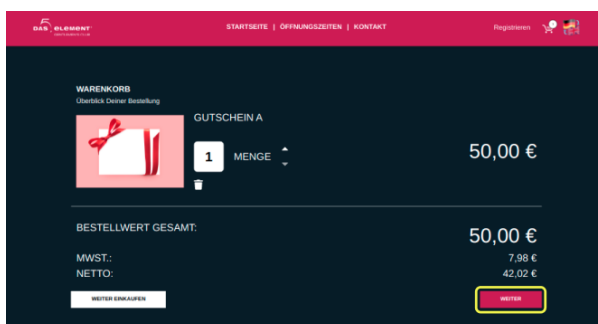 DAS 5 ELEMENT
STARTSEITE | ÖFFNUNGSZEITEN | KONTAKT
Registrieren
WARENKORB
Überblick Deiner Bestellung
GUTSCHEIN A
1 MENGE
50,00 €
BESTELLWERT GESAMT:
50,00 €
MWST.:
7,98 €
NETTO:
42,02 €
WEITER EINKAUFEN
WEITER